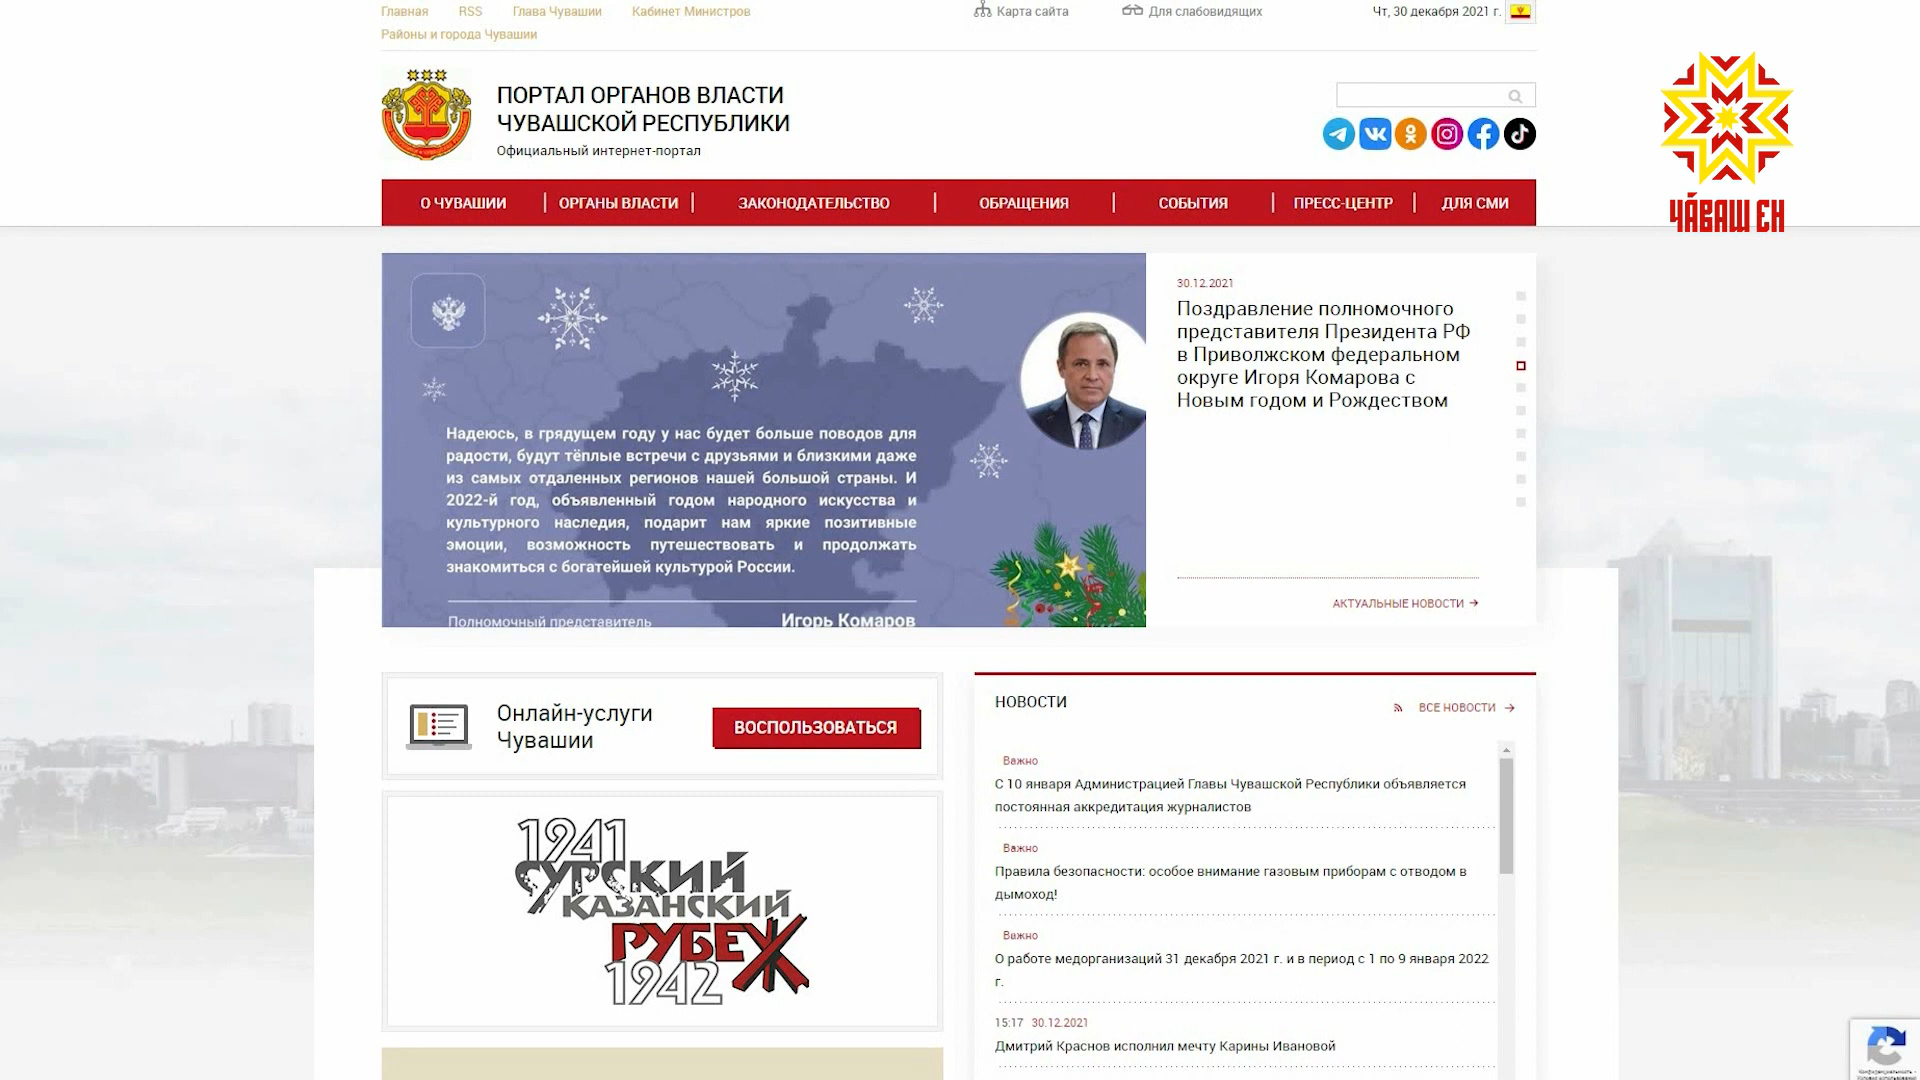 Главная RSS Глава Чувашии Кабинет Министров
Районы и города Чувашии
Карта сайта Для слабовидящих
Чт, 30 декабря 2021 г.
ПОРТАЛ ОРГАНОВ ВЛАСТИ
ЧУВАШСКОЙ РЕСПУБЛИКИ
Официальный интернет-портал
ЧӐВАШ ЕН
О ЧУВАШИИ ОРГАНЫ ВЛАСТИ ЗАКОНОДАТЕЛЬСТВО ОБРАЩЕНИЯ СОБЫТИЯ ПРЕСС-ЦЕНТР ДЛЯ СМИ
Надеюсь, в грядущем году у нас будет больше поводов для
радости, будут тёплые встречи с друзьями и близкими даже
из самых отдаленных регионов нашей большой страны. И
2022-й год, объявленный годом народного искусства и
культурного наследия, подарит нам яркие позитивные
эмоции, возможность путешествовать и продолжать
знакомиться с богатейшей культурой России.
Полномочный представитель Игорь Комаров
30.12.2021
Поздравление полномочного
представителя Президента РФ
в Приволжском федеральном
округе Игоря Комарова с
Новым годом и Рождеством
АКТУАЛЬНЫЕ НОВОСТИ →
Онлайн-услуги
Чувашии
ВОСПОЛЬЗОВАТЬСЯ
1941
СУРСКИЙ
КАЗАНСКИЙ
РУБЕЖ
1942
НОВОСТИ
ВСЕ НОВОСТИ →
Важно
С 10 января Администрацией Главы Чувашской Республики объявляется
постоянная аккредитация журналистов
Важно
Правила безопасности: особое внимание газовым приборам с отводом в
дымоход!
Важно
О работе медорганизаций 31 декабря 2021 г. и в период с 1 по 9 января 2022
г.
15:17 30.12.2021
Дмитрий Краснов исполнил мечту Карины Ивановой